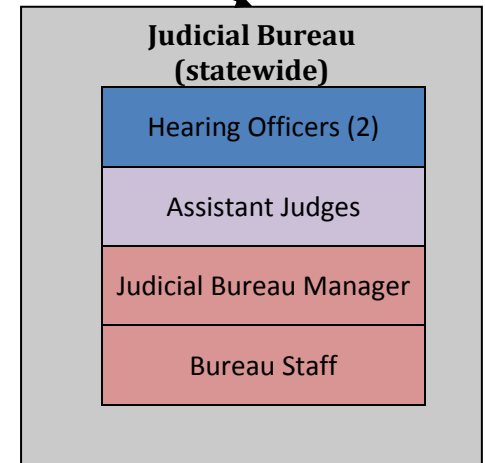 Judicial Bureau
(statewide)
Hearing Officers (2)
Assistant Judges
Judicial Bureau Manager
Bureau Staff